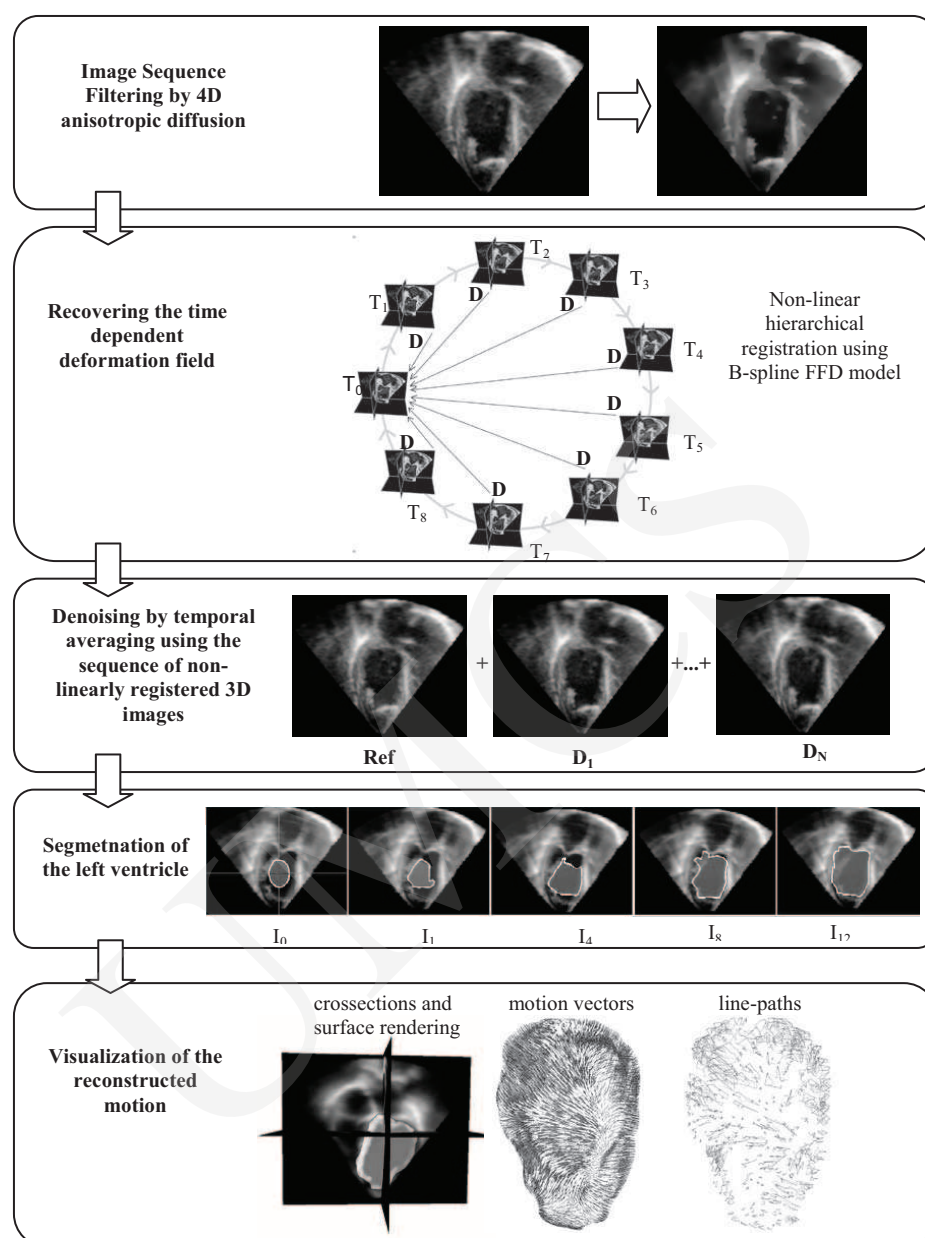 Image Sequence
Filtering by 4D
anisotropic diffusion
Recovering the time
dependent
deformation field
T0
T1
T2
T3
T4
T5
T6
T7
T8
D
D
D
D
D
D
D
D
Non-linear
hierarchical
registration using
B-spline FFD model
Denoising by temporal
averaging using the
sequence of non-
linearly registered 3D
images
+
+...+
Ref
D1
DN
Segmetnation of
the left ventricle
I0
I1
I4
I8
I12
Visualization of the
reconstructed
motion
crossections and
surface rendering
motion vectors
line-paths
UMCS